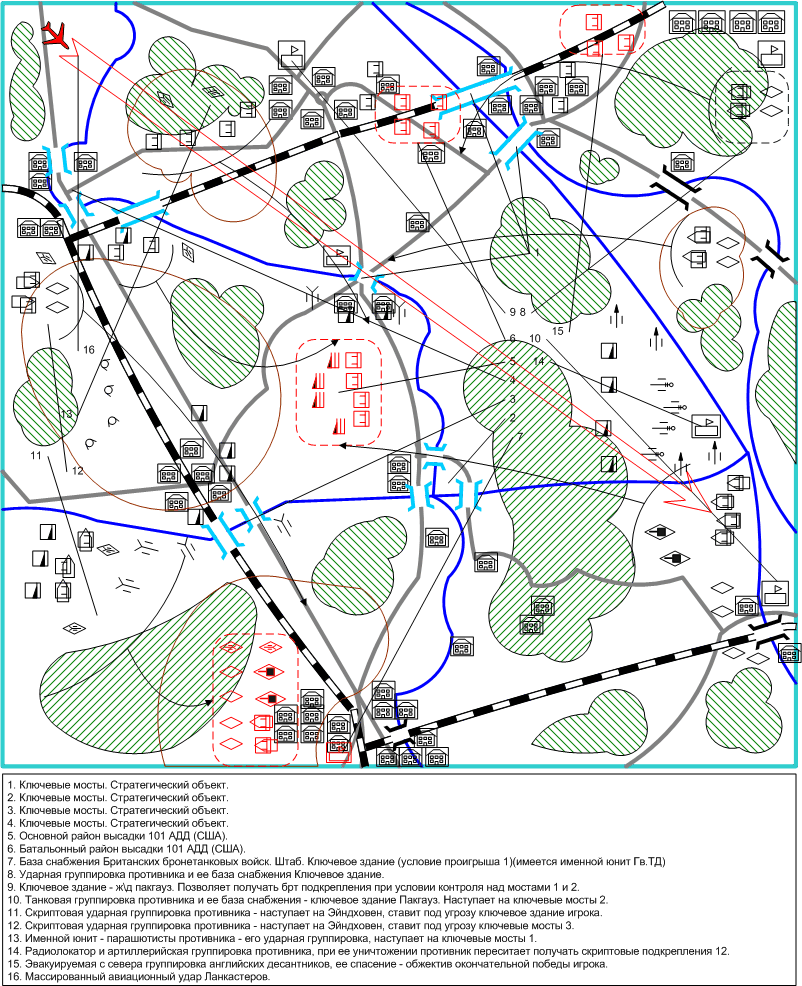 1
9 8
15
6 10
5 14
4
3
2
7
16
13
11
12
1. Ключевые мосты. Стратегический объект.
2. Ключевые мосты. Стратегический объект.
3. Ключевые мосты. Стратегический объект.
4. Ключевые мосты. Стратегический объект.
5. Основной район высадки 101 АДД (США).
6. Батальонный район высадки 101 АДД (США).
7. База снабжения Британских бронетанковых войск. Штаб. Ключевое здание (условие проигрыша 1)(имеется именной юнит Гв.ТД)
8. Ударная группировка противника и ее база снабжения Ключевое здание.
9. Ключевое здание - ж\д пакгауз. Позволяет получать брт подкрепления при условии контроля над мостами 1 и 2.
10. Танковая группировка противника и ее база снабжения - ключевое здание Пакгауз. Наступает на ключевые мосты 2.
11. Скриптовая ударная группировка противника - наступает на Эйндховен, ставит под угрозу ключевое здание игрока.
12. Скриптовая ударная группировка противника - наступает на Эйндховен, ставит под угрозу ключевые мосты 3.
13. Именной юнит - парашютисты противника - его ударная группировка, наступает на ключевые мосты 1.
14. Радиолокатор и артиллерийская группировка противника, при ее уничтожении противник пересптает получать скриптовые подкрепления 12.
15. Эвакуируемая с севера группировка английских десантников, ее спасение - обжектив окончательной победы игрока.
16. Массированный авиационный удар Ланкастеров.